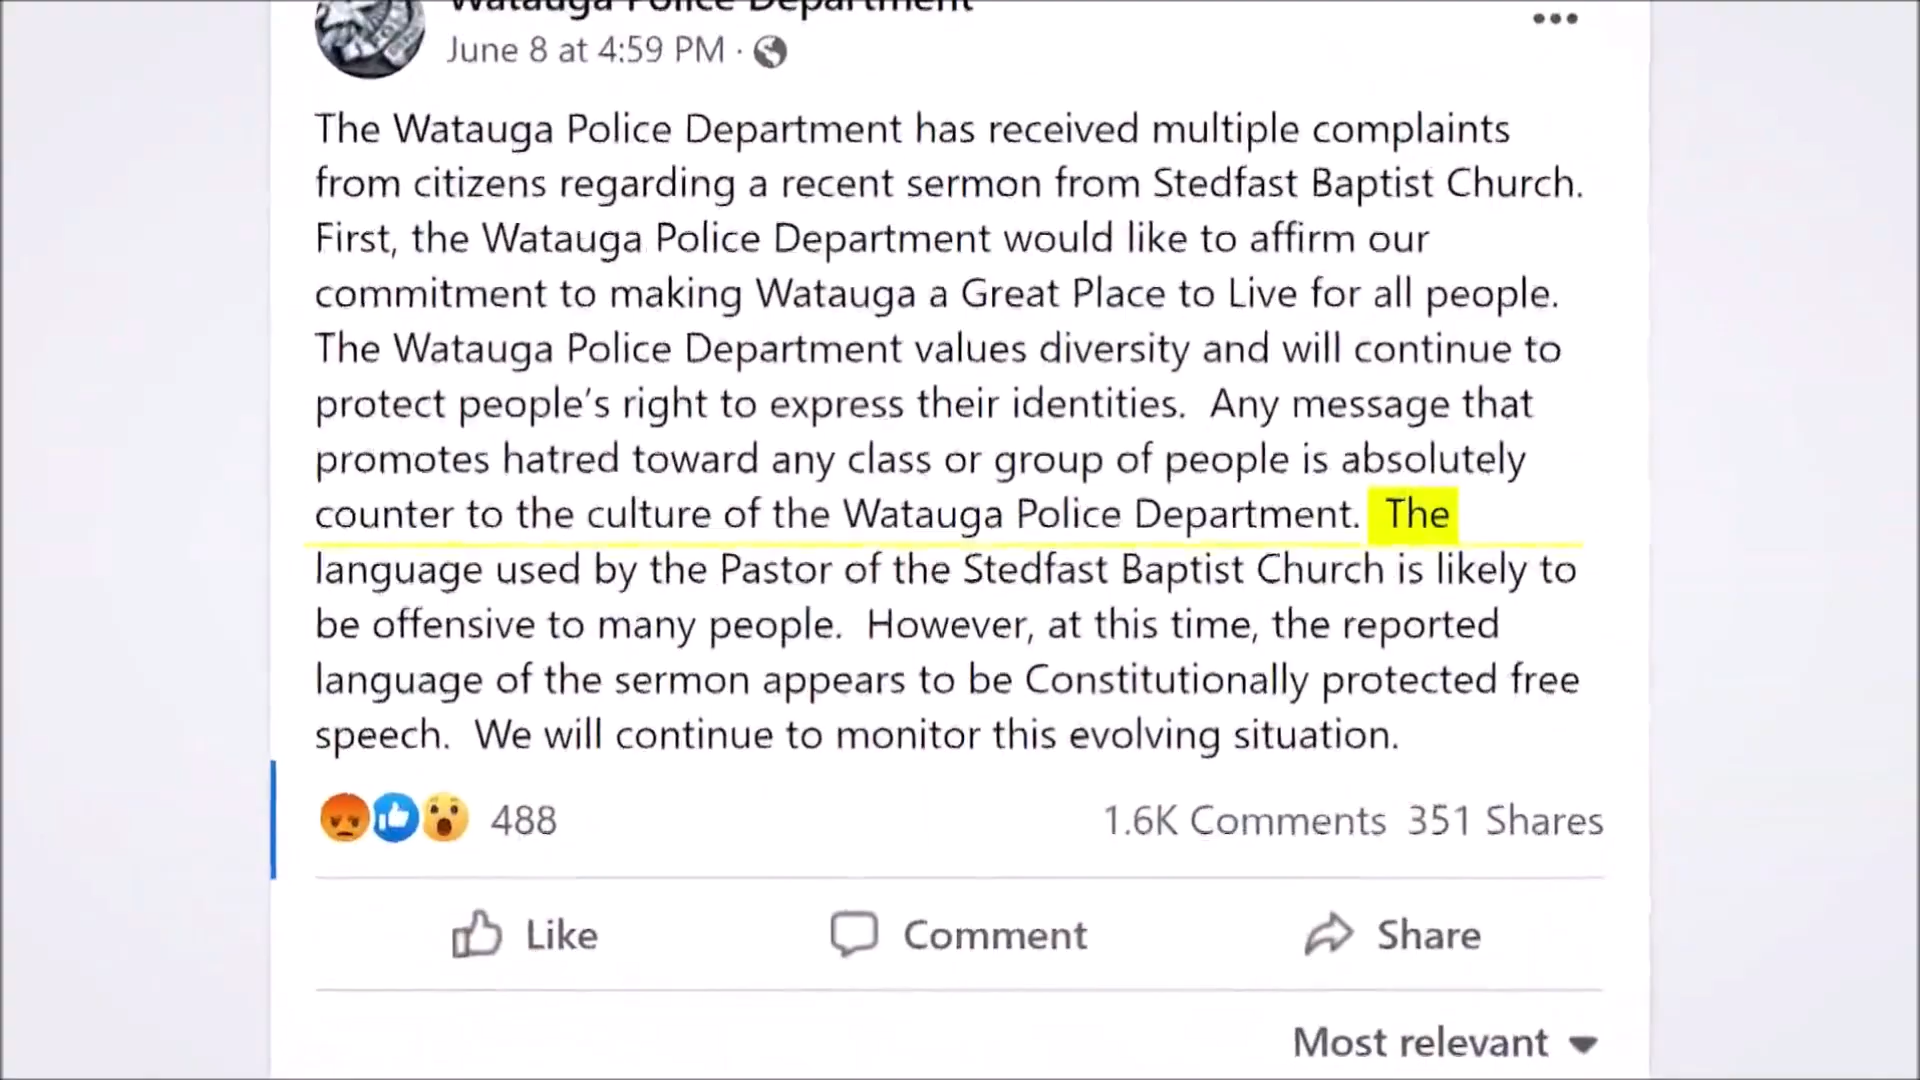 Watauga Police Department
June 8 at 4:59 PM ·
The Watauga Police Department has received multiple complaints
from citizens regarding a recent sermon from Stedfast Baptist Church.
First, the Watauga Police Department would like to affirm our
commitment to making Watauga a Great Place to Live for all people.
The Watauga Police Department values diversity and will continue to
protect people's right to express their identities.  Any message that
promotes hatred toward any class or group of people is absolutely
counter to the culture of the Watauga Police Department.  The
language used by the Pastor of the Stedfast Baptist Church is likely to
be offensive to many people.  However, at this time, the reported
language of the sermon appears to be Constitutionally protected free
speech.  We will continue to monitor this evolving situation.
488 1.6K Comments 351 Shares
Like Comment Share
Most relevant